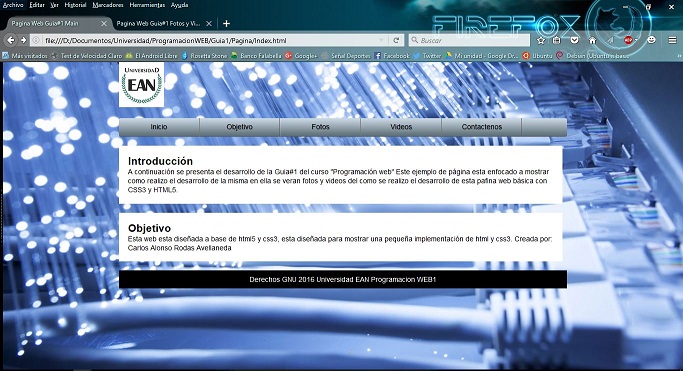 Archivo Editar Ver Historial Marcadores Herramientas Ayuda
FIREFOX
Pagina Web Guia#1 Main
Pagina Web Guia#1 Fotos y Vi...
file:///D:/Documentos/Universidad/ProgramacionWEB/Guia1/Pagina/Index.html
Buscar
Más visitados Test de Velocidad Claro El Android Libre Rosetta Stone Banco Falabella Google+ Señal Deportes Facebook Twitter Mi unidad - Google Dr... Ubuntu Debian (Ubuntu
UNIVERSIDAD
EAN
Inicio Objetivo Fotos Videos Contactenos
Introducción
A continuación se presenta el desarrollo de la Guia#1 del curso "Programación web" Este ejemplo de página esta enfocado a mostrar
como realizo el desarrollo de la misma en ella se veran fotos y videos del como se realizo el desarrollo de esta pafina web básica con
CSS3 y HTML5.
Objetivo
Esta web esta diseñada a base de html5 y css3, esta diseñada para mostrar una pequeña implementación de html y css3. Creada por:
Carlos Alonso Rodas Avellaneda
Derechos GNU 2016 Universidad EAN Programacion WEB1